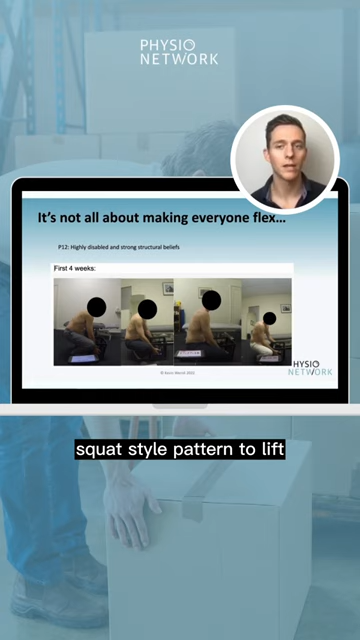 PHYSIO
NETWORK
It's not all about making everyone flex...
P12: Highly disabled and strong structural beliefs
First 4 weeks:
HYSIO
NETWORK
squat style pattern to lift